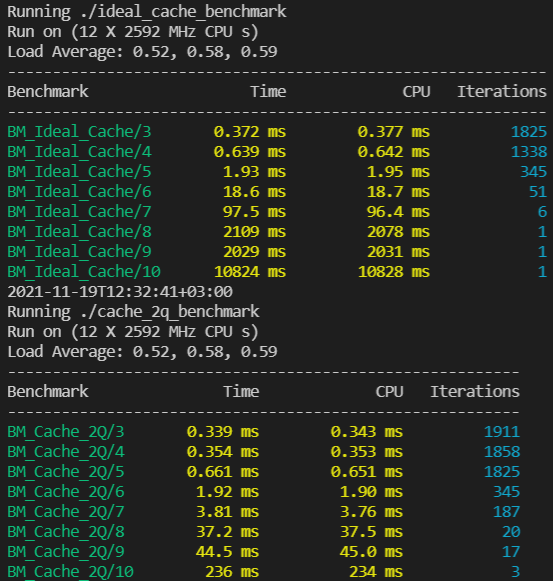 Running ./ideal_cache_benchmark
Run on (12 X 2592 MHz CPU s)
Load Average: 0.52, 0.58, 0.59
------------------------------------------------------------
Benchmark                  Time             CPU   Iterations
------------------------------------------------------------
BM_Ideal_Cache/3       0.372 ms        0.377 ms         1825
BM_Ideal_Cache/4       0.639 ms        0.642 ms         1338
BM_Ideal_Cache/5        1.93 ms         1.95 ms          345
BM_Ideal_Cache/6        18.6 ms         18.7 ms           51
BM_Ideal_Cache/7        97.5 ms         96.4 ms            6
BM_Ideal_Cache/8        2109 ms         2078 ms            1
BM_Ideal_Cache/9        2029 ms         2031 ms            1
BM_Ideal_Cache/10      10824 ms        10828 ms            1
2021-11-19T12:32:41+03:00
Running ./cache_2q_benchmark
Run on (12 X 2592 MHz CPU s)
Load Average: 0.52, 0.58, 0.59
---------------------------------------------------------
Benchmark               Time             CPU   Iterations
---------------------------------------------------------
BM_Cache_2Q/3       0.339 ms        0.343 ms         1911
BM_Cache_2Q/4       0.354 ms        0.353 ms         1858
BM_Cache_2Q/5       0.661 ms        0.651 ms         1825
BM_Cache_2Q/6        1.92 ms         1.90 ms          345
BM_Cache_2Q/7        3.81 ms         3.76 ms          187
BM_Cache_2Q/8        37.2 ms         37.5 ms           20
BM_Cache_2Q/9        44.5 ms         45.0 ms           17
BM_Cache_2Q/10        236 ms          234 ms            3